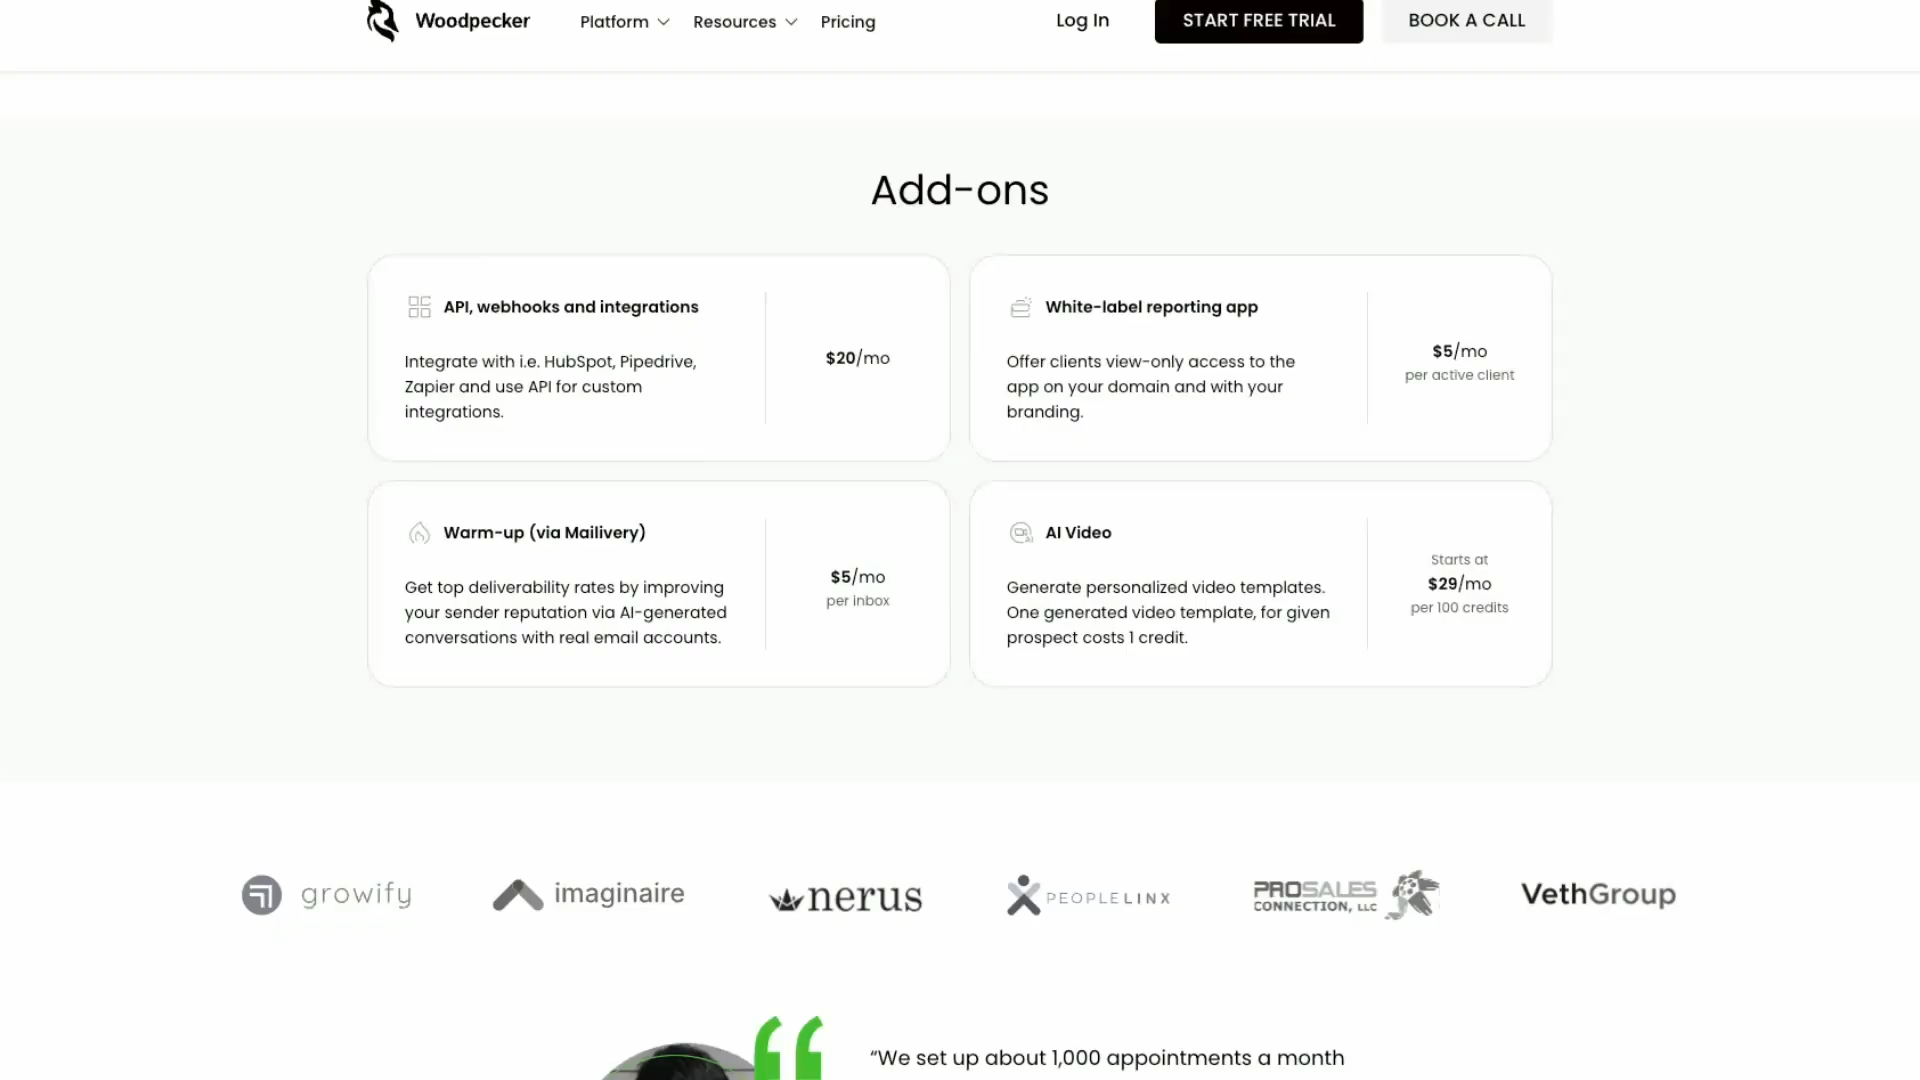 Woodpecker Platform Resources Pricing Log In START FREE TRIAL BOOK A CALL
Add-ons
API, webhooks and integrations
Integrate with i.e. HubSpot, Pipedrive,
Zapier and use API for custom
integrations.
$20/mo
White-label reporting app
Offer clients view-only access to the
app on your domain and with your
branding.
$5/mo
per active client
Warm-up (via Mailivery)
Get top deliverability rates by improving
your sender reputation via AI-generated
conversations with real email accounts.
$5/mo
per inbox
AI Video
Generate personalized video templates.
One generated video template, for given
prospect costs 1 credit.
Starts at
$29/mo
per 100 credits
growify
imaginaire
nerus
PEOPLELINX
PROSALES
CONNECTION, LLC
VethGroup
“We set up about 1,000 appointments a month